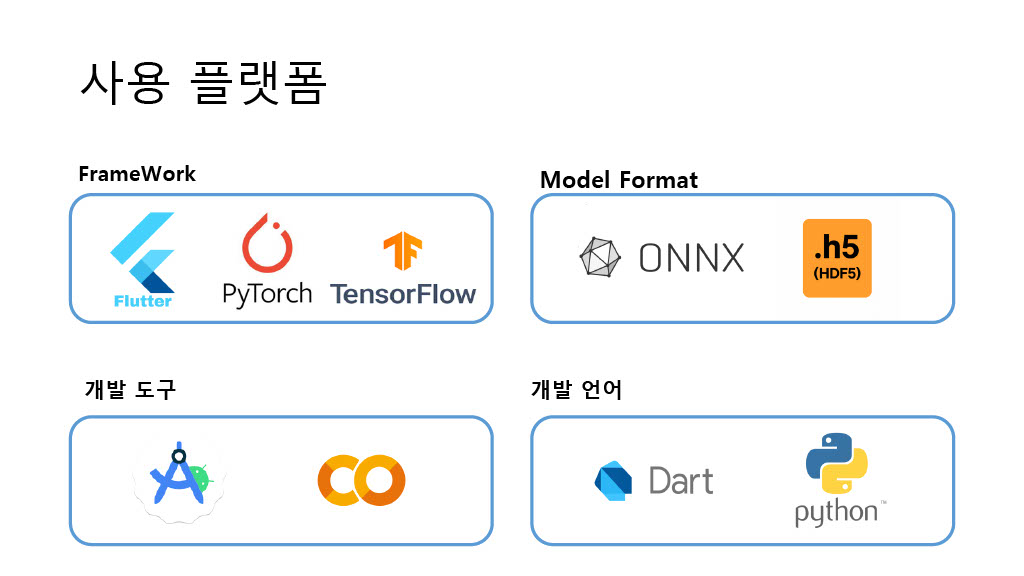 사용 플랫폼
FrameWork
Model Format
Flutter
PyTorch
TensorFlow
ONNX
.h5
(HDF5)
개발 도구
개발 언어
Dart
python™